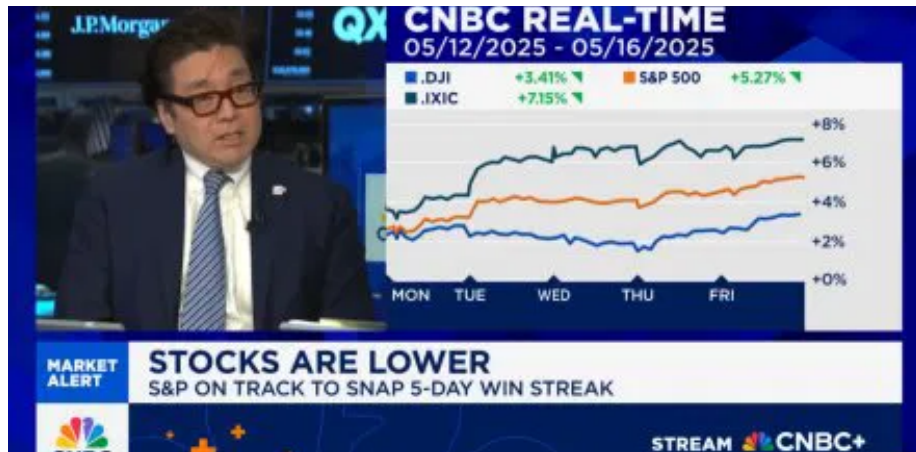 J.P.Morga
QX
CNBC REAL-TIME
05/12/2025 - 05/16/2025
.DJI +3.41% S&P 500 +5.27%
.IXIC +7.15%
+8%
+6%
+4%
+2%
+0%
MON TUE WED THU FRI
MARKET ALERT
STOCKS ARE LOWER
S&P ON TRACK TO SNAP 5-DAY WIN STREAK
STREAM CNBC+